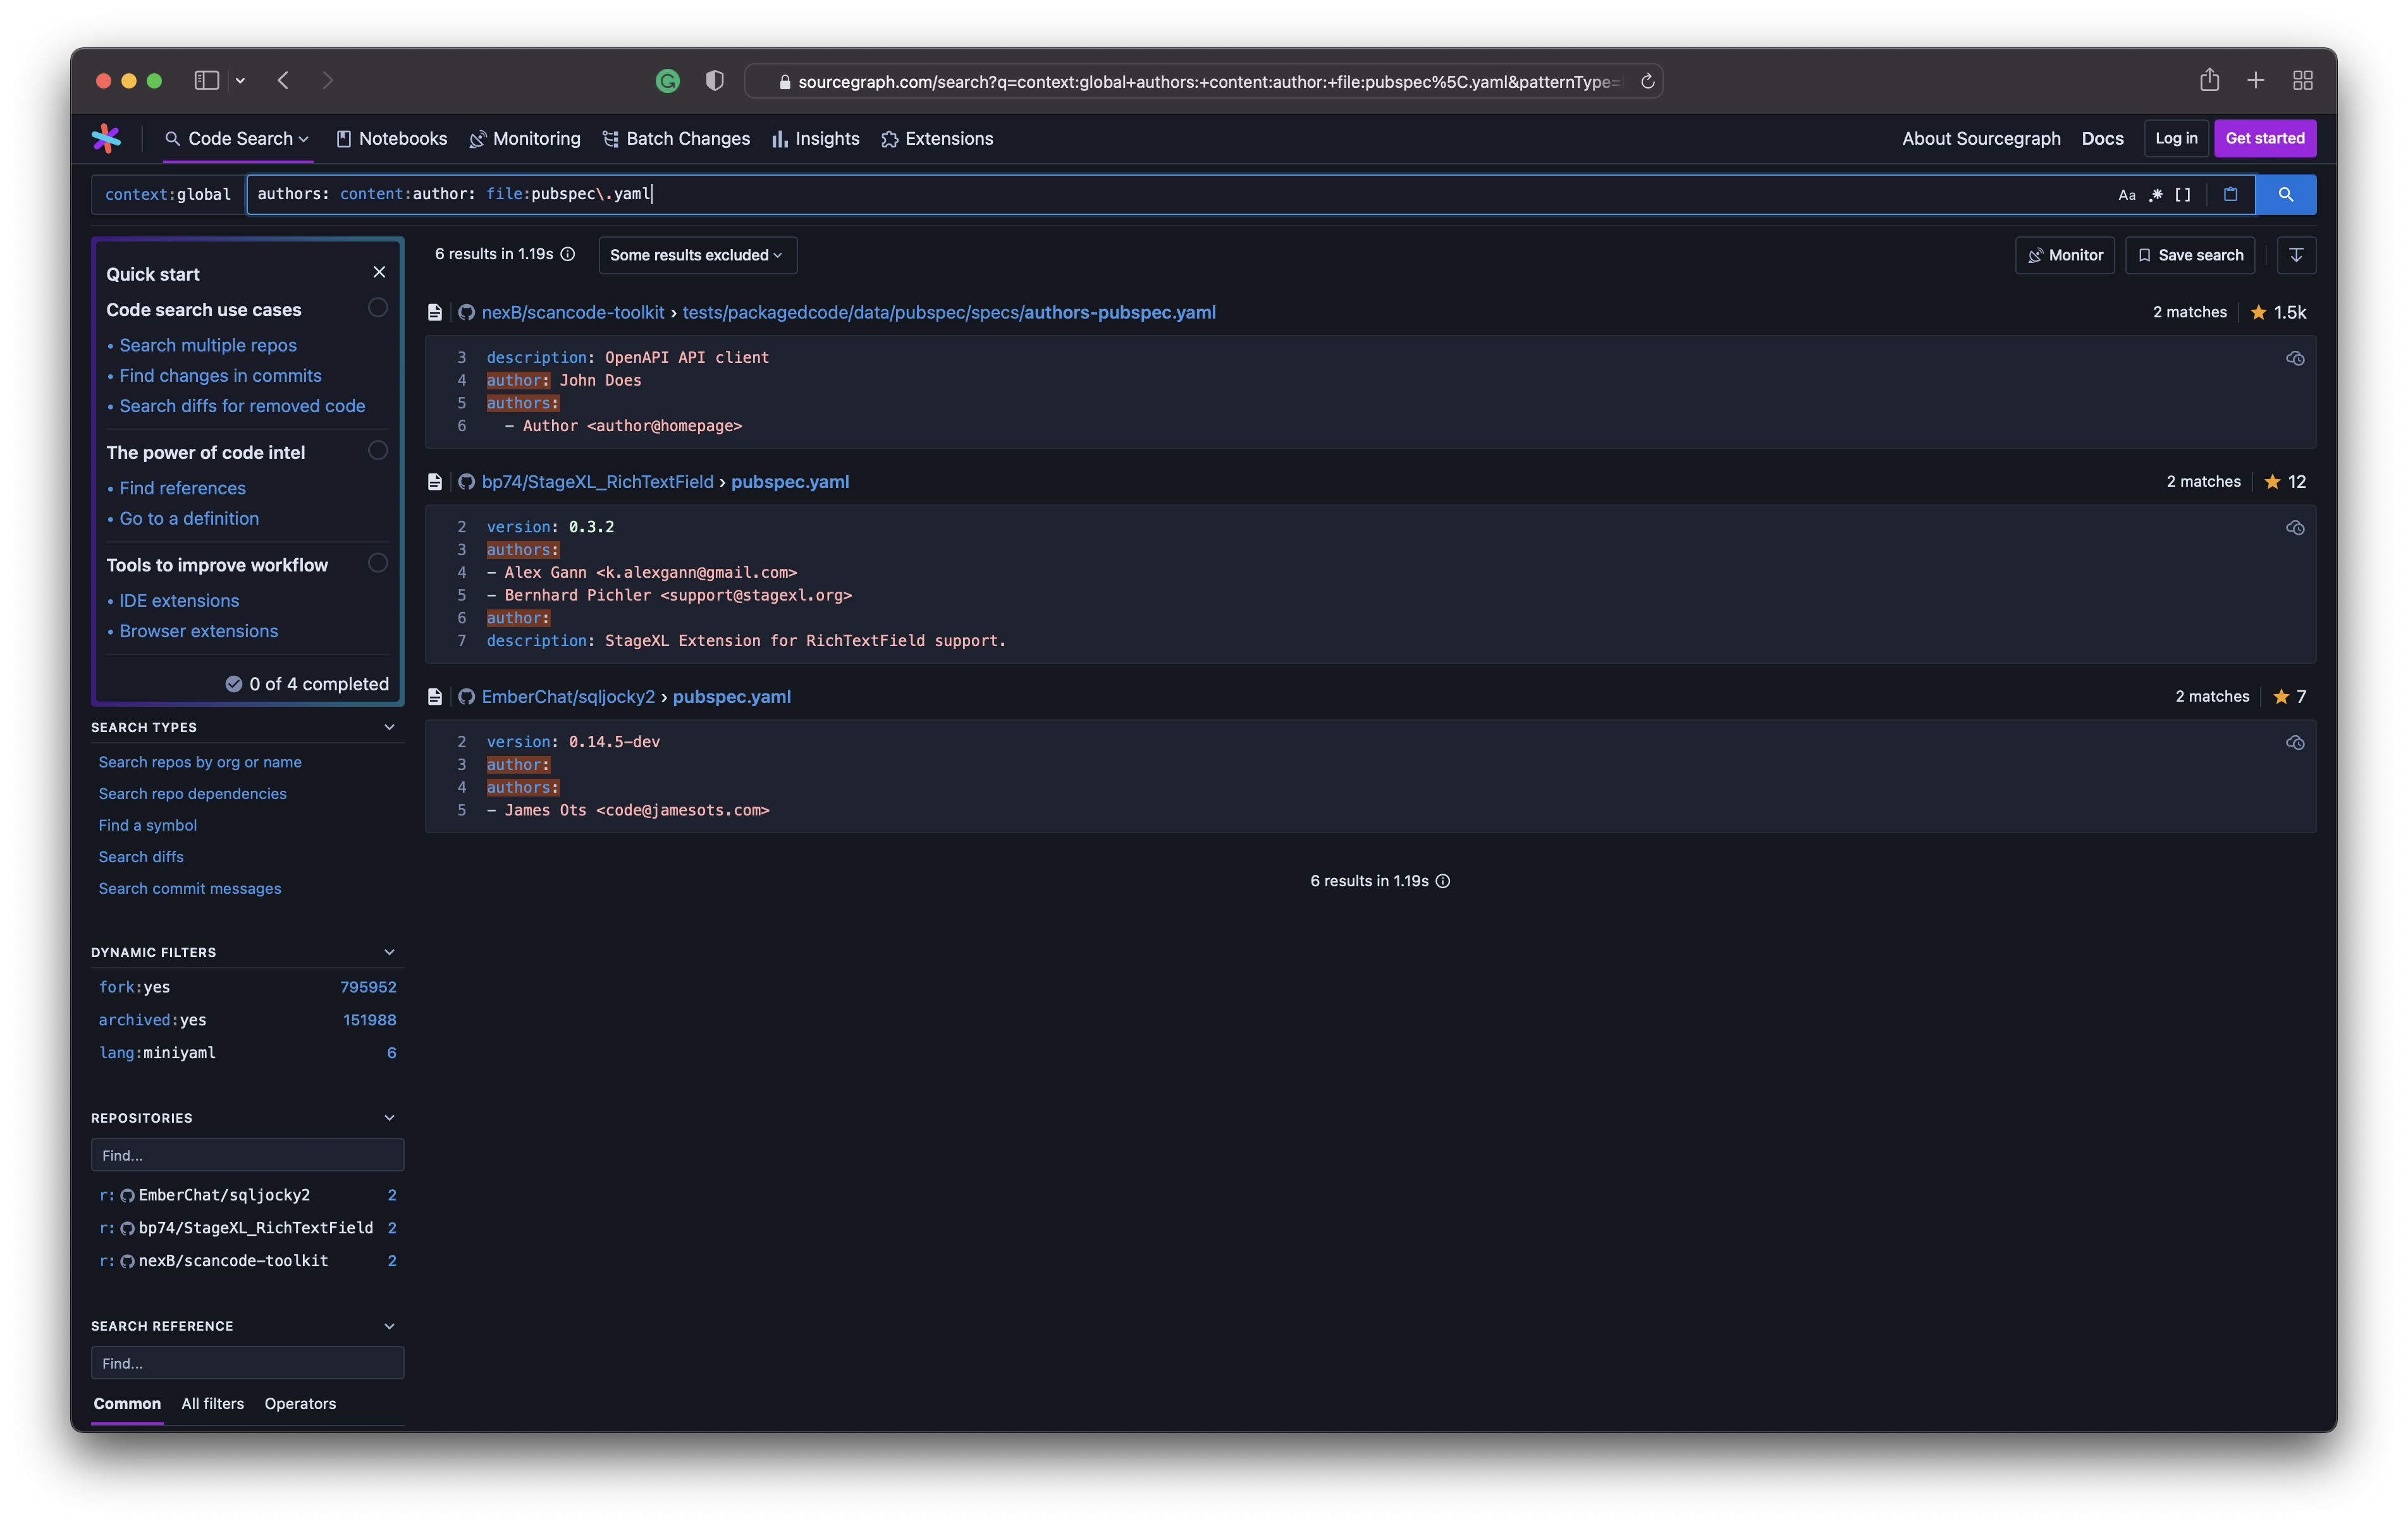 sourcegraph.com/search?q=context:global+authors:+content:author:+file:pubspec%5C.yaml&patternType=
Code Search Notebooks Monitoring Batch Changes Insights Extensions About Sourcegraph Docs Log in Get started
context:global authors: content:author: file:pubspec\.yaml Aa .* []
Quick start
Code search use cases
• Search multiple repos
• Find changes in commits
• Search diffs for removed code
The power of code intel
• Find references
• Go to a definition
Tools to improve workflow
• IDE extensions
• Browser extensions
0 of 4 completed
SEARCH TYPES
Search repos by org or name
Search repo dependencies
Find a symbol
Search diffs
Search commit messages
DYNAMIC FILTERS
fork:yes 795952
archived:yes 151988
lang:miniyaml 6
REPOSITORIES
Find...
r: EmberChat/sqljocky2 2
r: bp74/StageXL_RichTextField 2
r: nexB/scancode-toolkit 2
SEARCH REFERENCE
Find...
Common All filters Operators
6 results in 1.19s Some results excluded Monitor Save search
nexB/scancode-toolkit › tests/packagedcode/data/pubspec/specs/authors-pubspec.yaml 2 matches 1.5k
3 description: OpenAPI API client
4 author: John Does
5 authors:
6 - Author <author@homepage>
bp74/StageXL_RichTextField › pubspec.yaml 2 matches 12
2 version: 0.3.2
3 authors:
4 - Alex Gann <k.alexgann@gmail.com>
5 - Bernhard Pichler <support@stagexl.org>
6 author:
7 description: StageXL Extension for RichTextField support.
EmberChat/sqljocky2 › pubspec.yaml 2 matches 7
2 version: 0.14.5-dev
3 author:
4 authors:
5 - James Ots <code@jamesots.com>
6 results in 1.19s